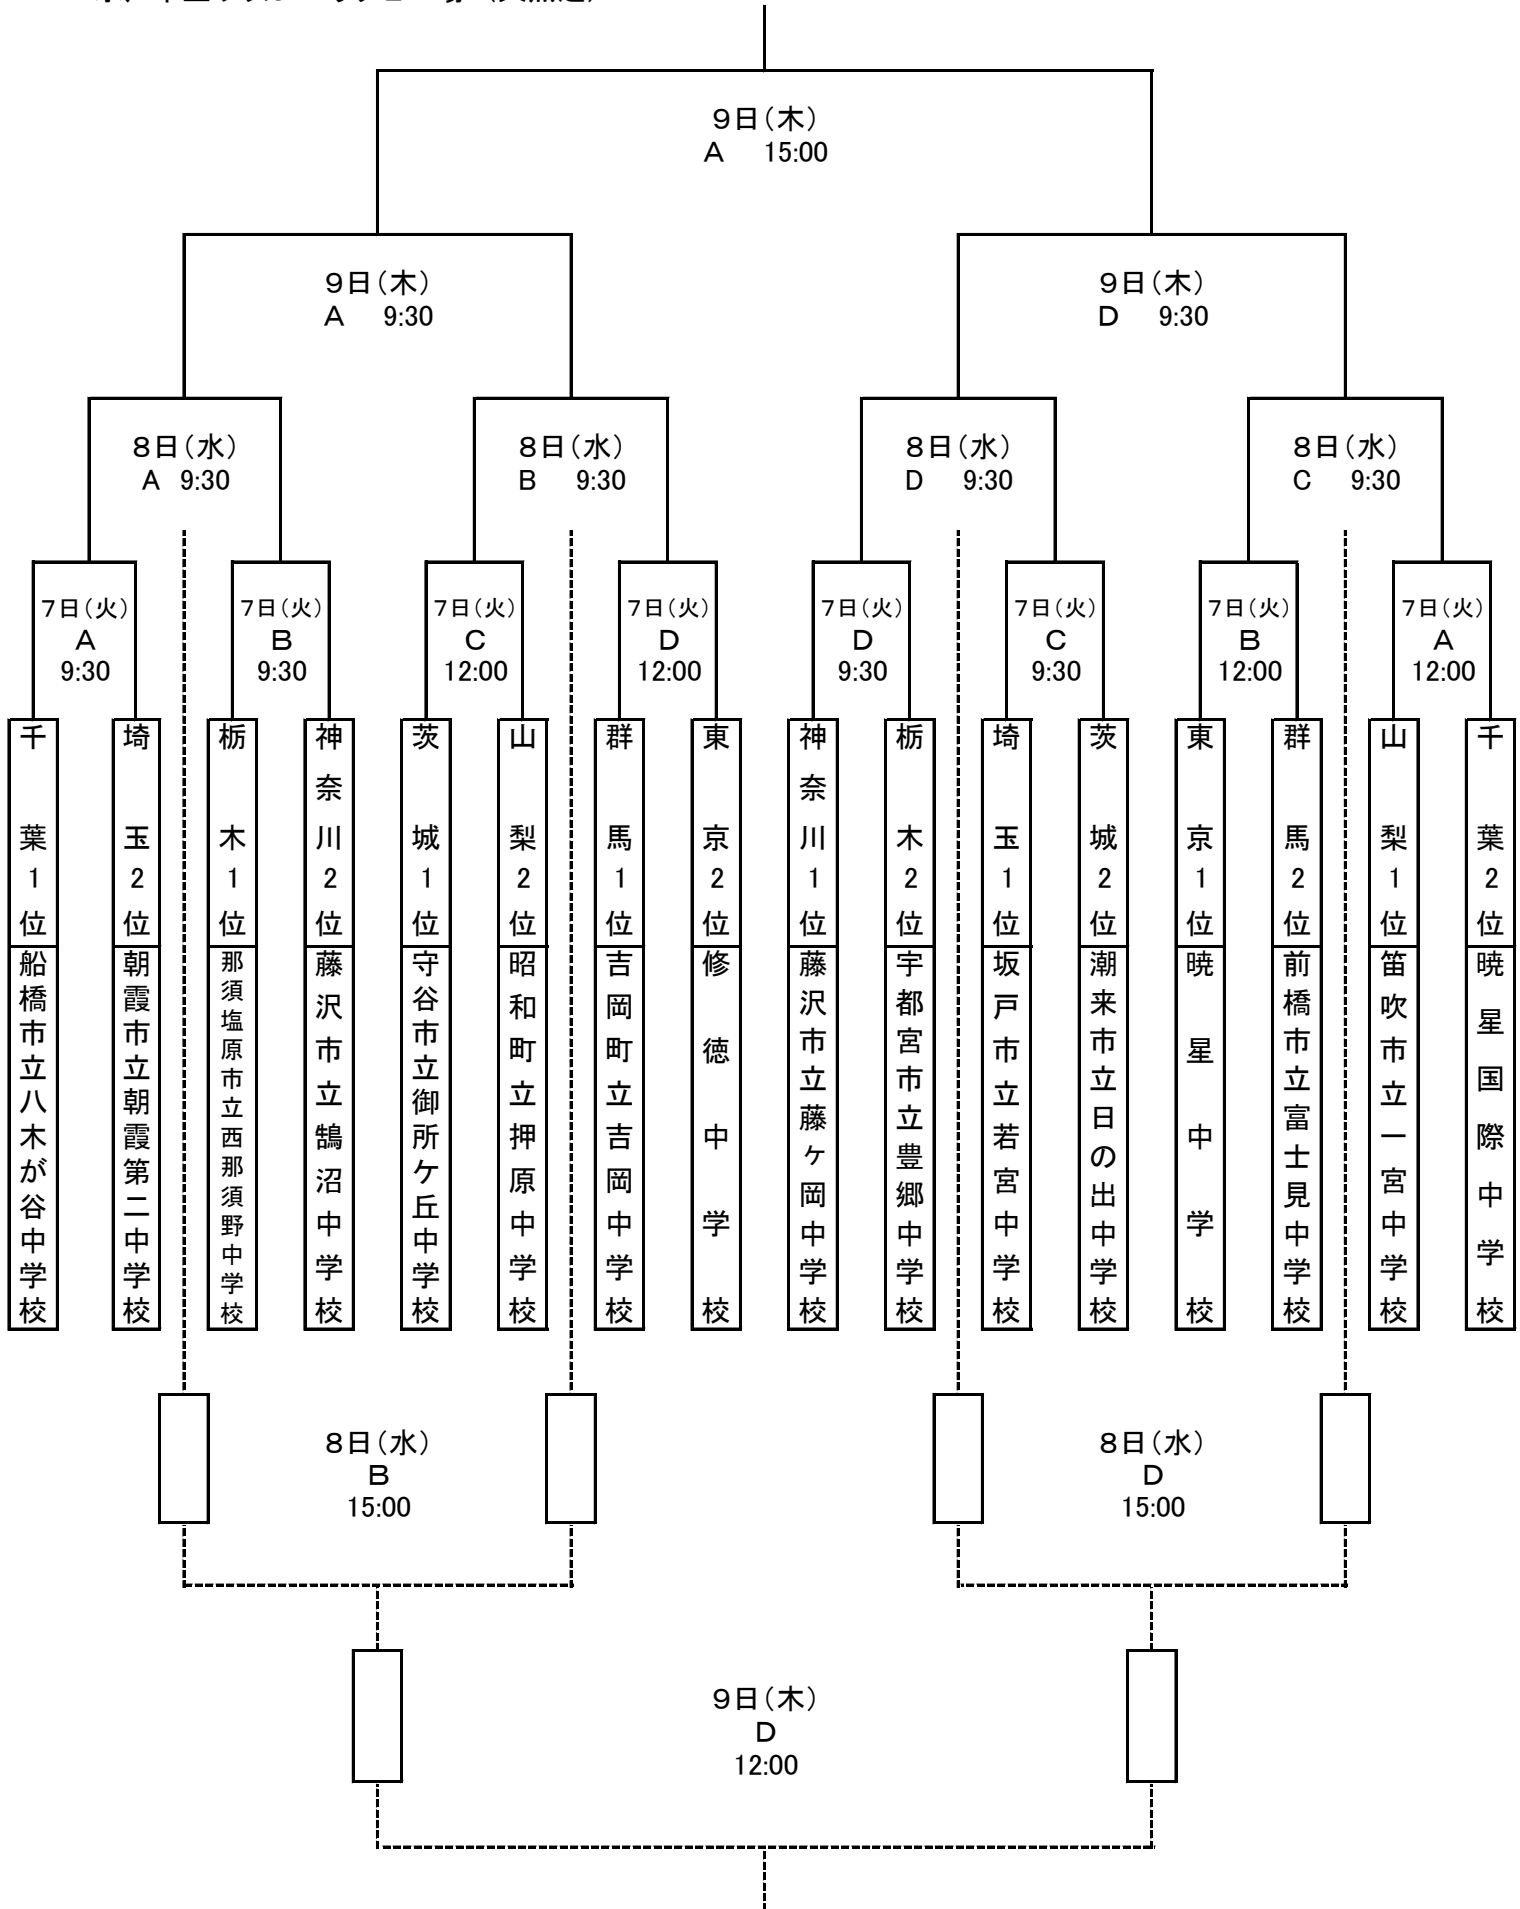 9日（木）
A 15:00
9日（木）
A 9:30
9日（木）
D 9:30
8日（水）
A 9:30
8日（水）
B 9:30
8日（水）
D 9:30
8日（水）
C 9:30
7日（火）
A
9:30
7日（火）
B
9:30
7日（火）
C
12:00
7日（火）
D
12:00
7日（火）
D
9:30
7日（火）
C
9:30
7日（火）
B
12:00
7日（火）
A
12:00
千葉1位
船橋市立八木が谷中学校
埼玉2位
朝霞市立朝霞第二中学校
栃木1位
那須塩原市立西那須野中学校
神奈川2位
藤沢市立鵠沼中学校
茨城1位
守谷市立御所ケ丘中学校
山梨2位
昭和町立押原中学校
群馬1位
吉岡町立吉岡中学校
東京2位
修徳中学校
神奈川1位
藤沢市立藤ヶ岡中学校
栃木2位
宇都宮市立豊郷中学校
埼玉1位
坂戸市立若宮中学校
茨城2位
潮来市立日の出中学校
東京1位
暁星中学校
群馬2位
前橋市立富士見中学校
山梨1位
笛吹市立一宮中学校
千葉2位
暁星国際中学校
8日（水）
B
15:00
8日（水）
D
15:00
9日（木）
D
12:00